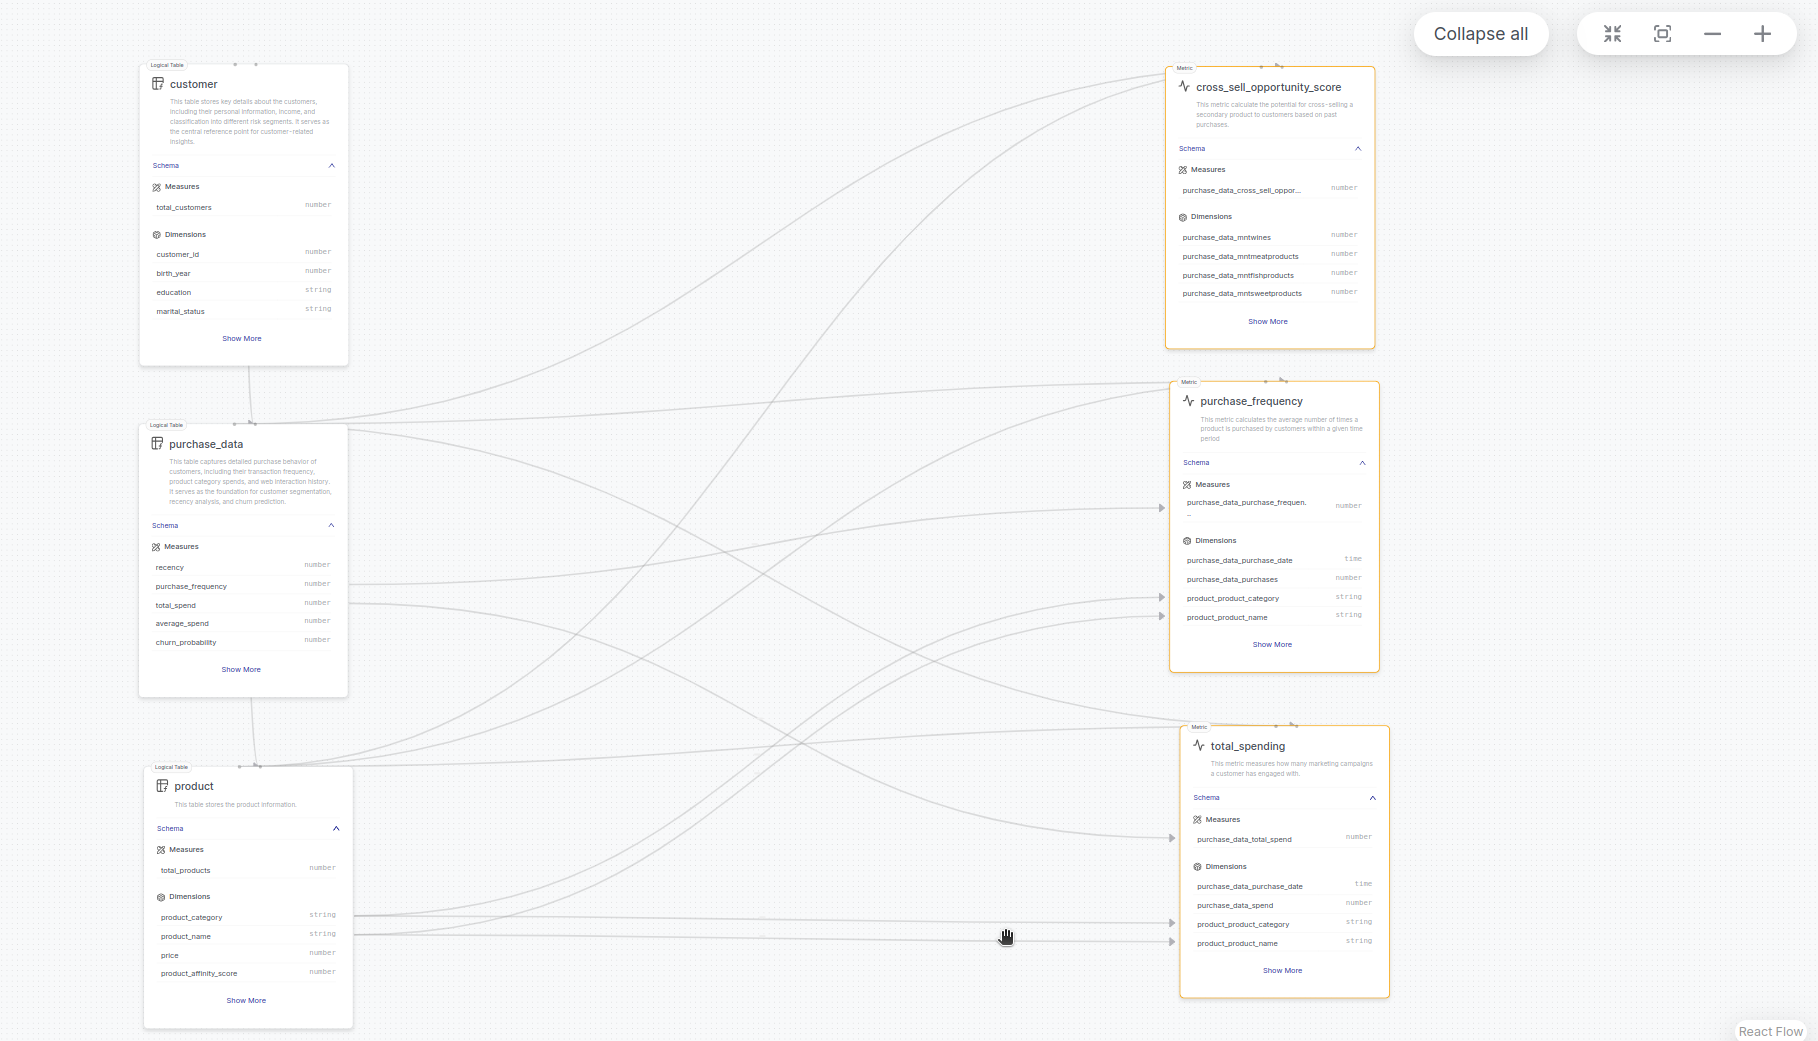 Collapse all
Logical Table
customer
This table stores key details about the customers,
including their personal information, income, and
classification into different risk segments. It serves as
the central reference point for customer-related
insights.
Schema
Measures
total_customers number
Dimensions
customer_id number
birth_year number
education string
marital_status string
Show More
Logical Table
purchase_data
This table captures detailed purchase behavior of
customers, including their transaction frequency,
product category spends, and web interaction history.
It serves as the foundation for customer segmentation,
recency analysis, and churn prediction.
Schema
Measures
recency number
purchase_frequency number
total_spend number
average_spend number
churn_probability number
Show More
Logical Table
product
This table stores the product information.
Schema
Measures
total_products number
Dimensions
product_category string
product_name string
price number
product_affinity_score number
Show More
Metric
cross_sell_opportunity_score
This metric calculate the potential for cross-selling a
secondary product to customers based on past
purchases.
Schema
Measures
purchase_data_cross_sell_oppor... number
Dimensions
purchase_data_mntwines number
purchase_data_mntmeatproducts number
purchase_data_mntfishproducts number
purchase_data_mntsweetproducts number
Show More
Metric
purchase_frequency
This metric calculates the average number of times a
product is purchased by customers within a given time
period
Schema
Measures
purchase_data_purchase_frequen. number
..
Dimensions
purchase_data_purchase_date time
purchase_data_purchases number
product_product_category string
product_product_name string
Show More
Metric
total_spending
This metric measures how many marketing campaigns
a customer has engaged with.
Schema
Measures
purchase_data_total_spend number
Dimensions
purchase_data_purchase_date time
purchase_data_spend number
product_product_category string
product_product_name string
Show More
React Flow